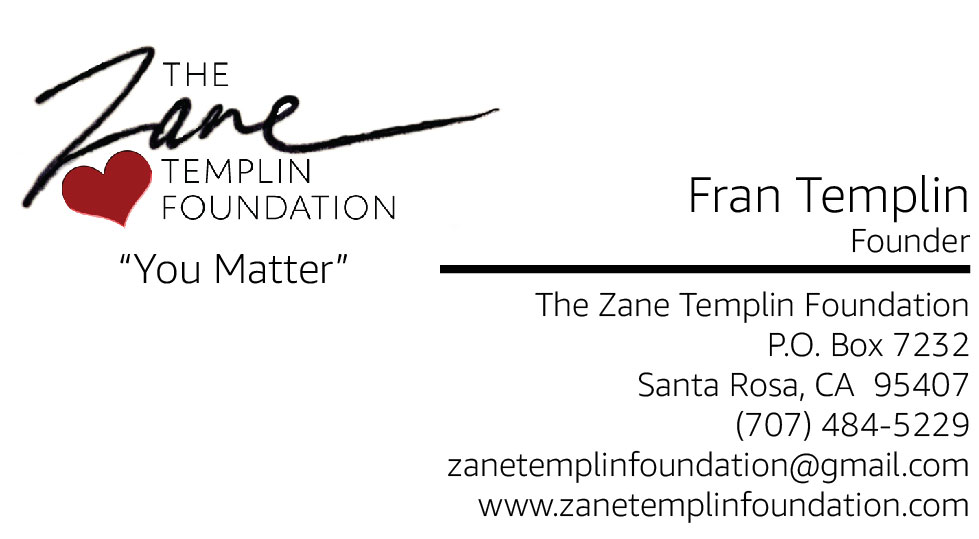 THE
Zane
TEMPLIN
FOUNDATION
“You Matter”
Fran Templin
Founder
The Zane Templin Foundation
P.O. Box 7232
Santa Rosa, CA  95407
(707) 484-5229
zanetemplinfoundation@gmail.com
www.zanetemplinfoundation.com